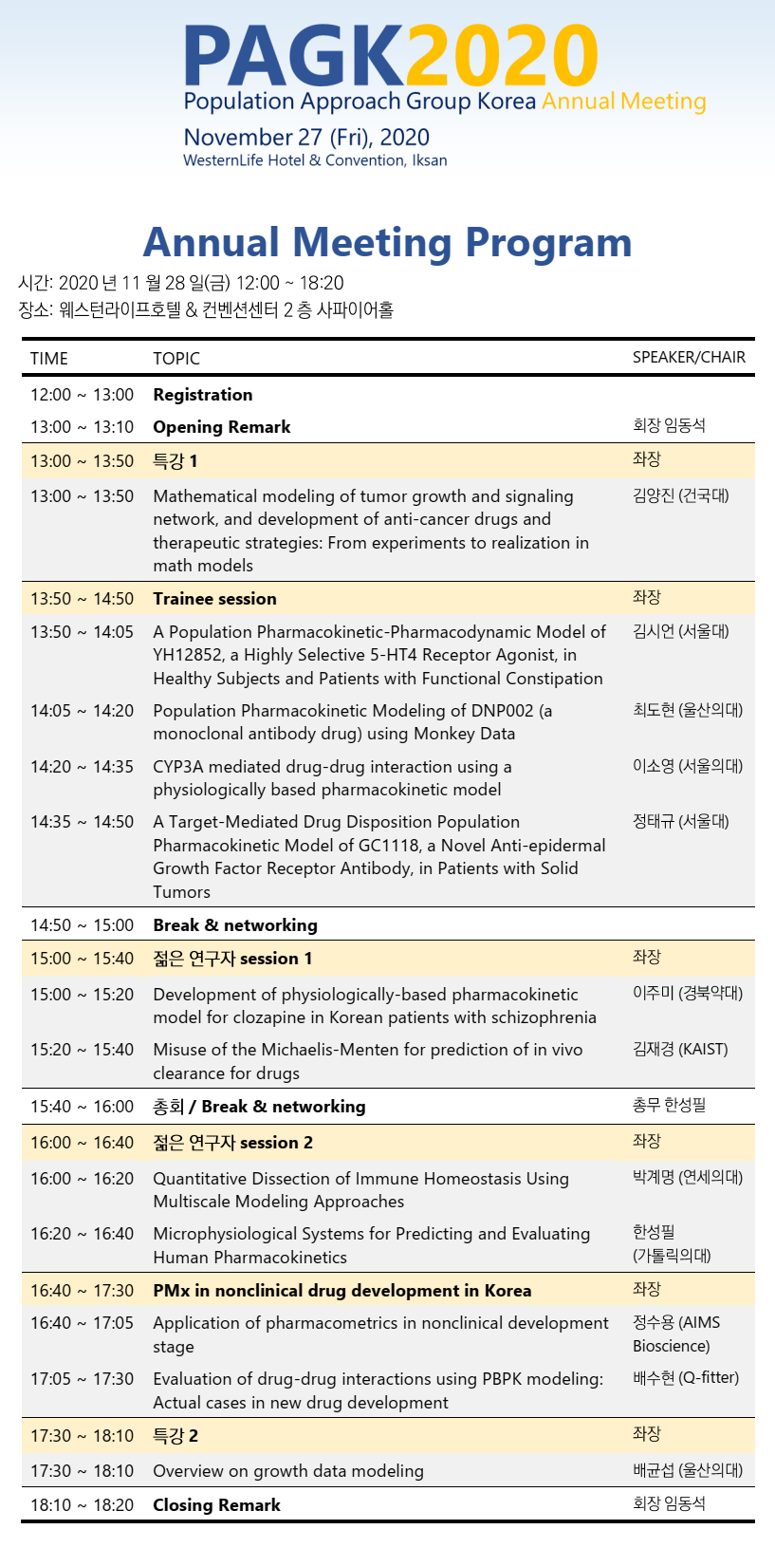 PAGK2020
Population Approach Group Korea Annual Meeting
November 27 (Fri), 2020
WesternLife Hotel & Convention, Iksan
Annual Meeting Program
시간: 2020 년 11 월 28 일(금) 12:00 ~ 18:20
장소: 웨스턴라이프호텔 & 컨벤션센터 2 층 사파이어홀
TIME TOPIC SPEAKER/CHAIR
12:00 ~ 13:00 Registration
13:00 ~ 13:10 Opening Remark 회장 임동석
13:00 ~ 13:50 특강 1 좌장
13:00 ~ 13:50 Mathematical modeling of tumor growth and signaling 김양진 (건국대)
network, and development of anti-cancer drugs and
therapeutic strategies: From experiments to realization in
math models
13:50 ~ 14:50 Trainee session 좌장
13:50 ~ 14:05 A Population Pharmacokinetic-Pharmacodynamic Model of 김시언 (서울대)
YH12852, a Highly Selective 5-HT4 Receptor Agonist, in
Healthy Subjects and Patients with Functional Constipation
14:05 ~ 14:20 Population Pharmacokinetic Modeling of DNP002 (a 최도현 (울산의대)
monoclonal antibody drug) using Monkey Data
14:20 ~ 14:35 CYP3A mediated drug-drug interaction using a 이소영 (서울의대)
physiologically based pharmacokinetic model
14:35 ~ 14:50 A Target-Mediated Drug Disposition Population 정태규 (서울대)
Pharmacokinetic Model of GC1118, a Novel Anti-epidermal
Growth Factor Receptor Antibody, in Patients with Solid
Tumors
14:50 ~ 15:00 Break & networking
15:00 ~ 15:40 젊은 연구자 session 1 좌장
15:00 ~ 15:20 Development of physiologically-based pharmacokinetic 이주미 (경북약대)
model for clozapine in Korean patients with schizophrenia
15:20 ~ 15:40 Misuse of the Michaelis-Menten for prediction of in vivo 김재경 (KAIST)
clearance for drugs
15:40 ~ 16:00 총회 / Break & networking 총무 한성필
16:00 ~ 16:40 젊은 연구자 session 2 좌장
16:00 ~ 16:20 Quantitative Dissection of Immune Homeostasis Using 박계명 (연세의대)
Multiscale Modeling Approaches
16:20 ~ 16:40 Microphysiological Systems for Predicting and Evaluating 한성필
Human Pharmacokinetics (가톨릭의대)
16:40 ~ 17:30 PMx in nonclinical drug development in Korea 좌장
16:40 ~ 17:05 Application of pharmacometrics in nonclinical development 정수용 (AIMS
stage Bioscience)
17:05 ~ 17:30 Evaluation of drug-drug interactions using PBPK modeling: 배수현 (Q-fitter)
Actual cases in new drug development
17:30 ~ 18:10 특강 2 좌장
17:30 ~ 18:10 Overview on growth data modeling 배균섭 (울산의대)
18:10 ~ 18:20 Closing Remark 회장 임동석